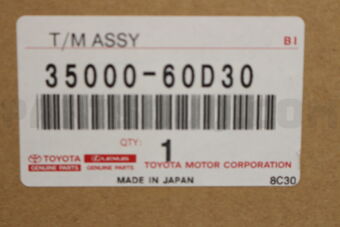 T/M ASSY B1
35000-60D30
QTY: 1
TOYOTA LEXUS TOYOTA MOTOR CORPORATION
GENUINE PARTS GENUINE PARTS
MADE IN JAPAN 8C30